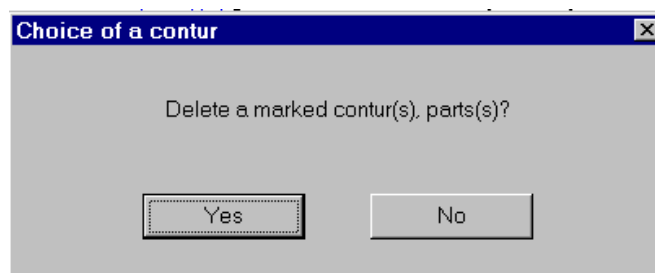 Choice of a contur
Delete a marked contur(s), parts(s)?
Yes
No